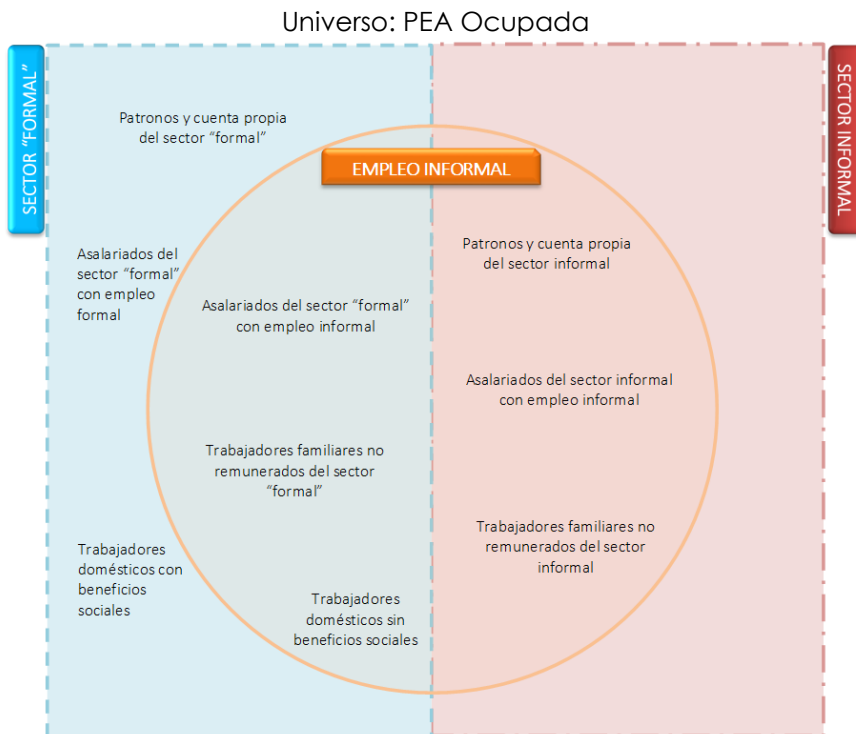 Universo: PEA Ocupada
SECTOR “FORMAL”
SECTOR INFORMAL
Patronos y cuenta propia
del sector “formal”
EMPLEO INFORMAL
Asalariados del
sector “formal”
con empleo
formal
Patronos y cuenta propia
del sector informal
Asalariados del sector “formal”
con empleo informal
Asalariados del sector informal
con empleo informal
Trabajadores familiares no
remunerados del sector
“formal”
Trabajadores familiares no
remunerados del sector
informal
Trabajadores
domésticos con
beneficios
sociales
Trabajadores
domésticos sin
beneficios sociales